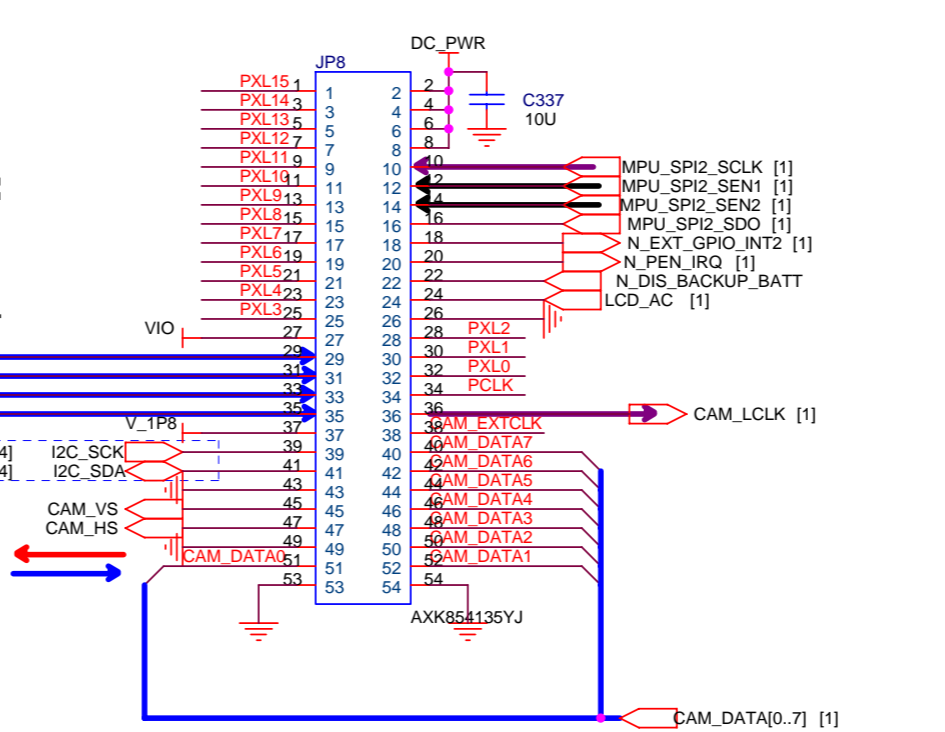 DC_PWR
JP8
PXL15 1 1 2 2
C337
PXL14 3 3 4 4
10U
PXL13 5 5 6 6
PXL12 7 7 8 8
PXL11 9 9 10 10 MPU_SPI2_SCLK [1]
PXL10 11 11 12 12 MPU_SPI2_SEN1 [1]
PXL9 13 13 14 14 MPU_SPI2_SEN2 [1]
PXL8 15 15 16 16 MPU_SPI2_SDO [1]
PXL7 17 17 18 18 N_EXT_GPIO_INT2 [1]
PXL6 19 19 20 20 N_PEN_IRQ [1]
PXL5 21 21 22 22 N_DIS_BACKUP_BATT
PXL4 23 23 24 24 LCD_AC [1]
PXL3 25 25 26 26
VIO 27 27 28 28 PXL2
29 29 30 30 PXL1
31 31 32 32 PXL0
33 33 34 34 PCLK
35 35 36 36 CAM_LCLK [1]
V_1P8 37 37 38 38 CAM_EXTCLK
4] I2C_SCK 39 39 40 40 CAM_DATA7
4] I2C_SDA 41 41 42 42 CAM_DATA6
43 43 44 44 CAM_DATA5
CAM_VS 45 45 46 46 CAM_DATA4
CAM_HS 47 47 48 48 CAM_DATA3
49 49 50 50 CAM_DATA2
CAM_DATA0 51 51 52 52 CAM_DATA1
53 53 54 54
AXK854135YJ
CAM_DATA[0..7] [1]